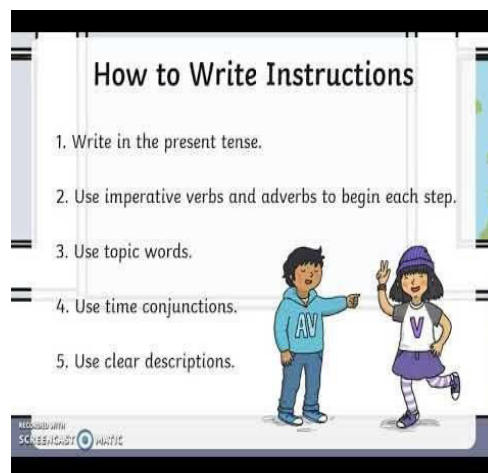 How to Write Instructions
1. Write in the present tense.
2. Use imperative verbs and adverbs to begin each step.
3. Use topic words.
4. Use time conjunctions.
5. Use clear descriptions.
AV
V
RECORDED WITH
SCREENCAST MATIC